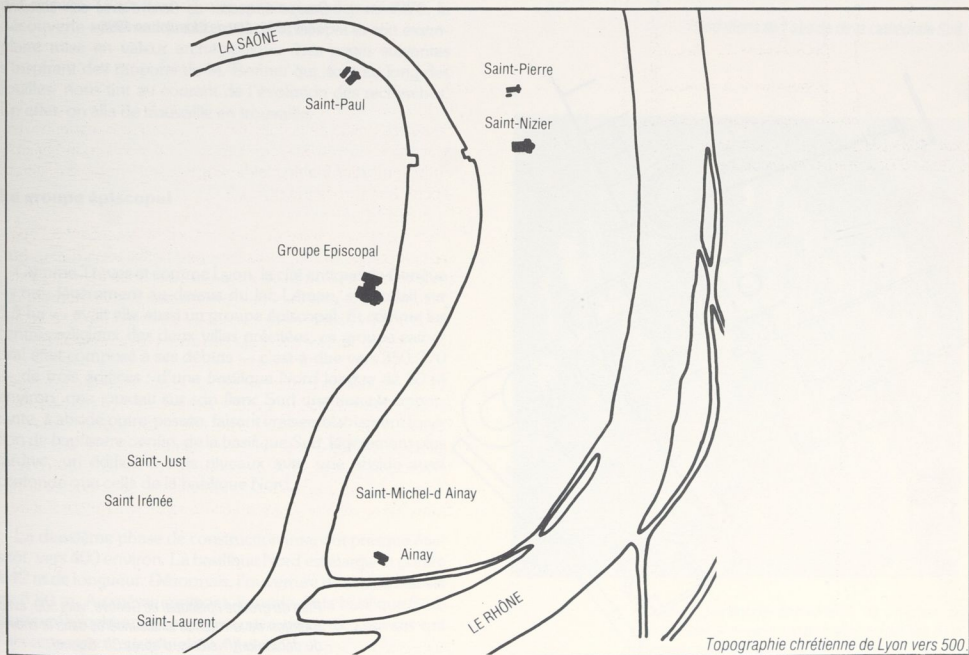 LA SAÔNE
Saint-Paul
Saint-Pierre
Saint-Nizier
Groupe Episcopal
Saint-Just
Saint Irénée
Saint-Michel-d Ainay
Ainay
Saint-Laurent
LE RHÔNE
Topographie chrétienne de Lyon vers 500.